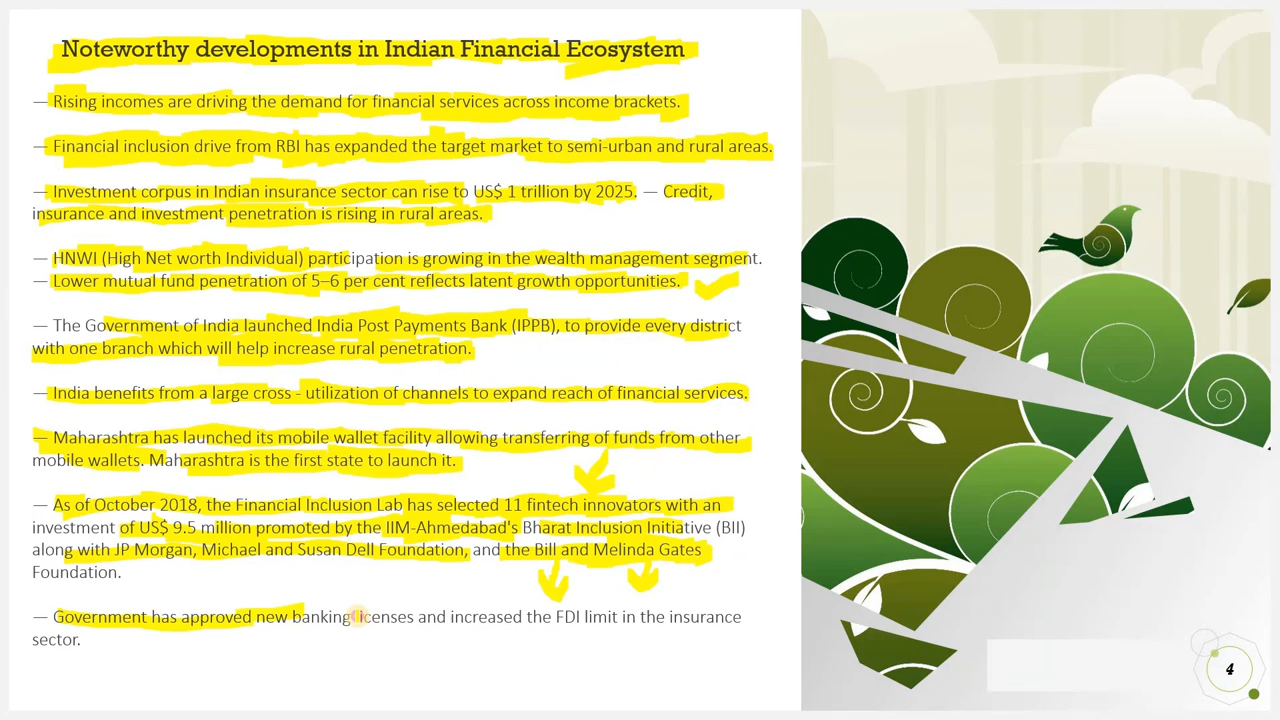 Noteworthy developments in Indian Financial Ecosystem
— Rising incomes are driving the demand for financial services across income brackets.
— Financial inclusion drive from RBI has expanded the target market to semi-urban and rural areas.
— Investment corpus in Indian insurance sector can rise to US$ 1 trillion by 2025. — Credit,
insurance and investment penetration is rising in rural areas.
— HNWI (High Net worth Individual) participation is growing in the wealth management segment.
— Lower mutual fund penetration of 5–6 per cent reflects latent growth opportunities.
— The Government of India launched India Post Payments Bank (IPPB), to provide every district
with one branch which will help increase rural penetration.
— India benefits from a large cross - utilization of channels to expand reach of financial services.
— Maharashtra has launched its mobile wallet facility allowing transferring of funds from other
mobile wallets. Maharashtra is the first state to launch it.
— As of October 2018, the Financial Inclusion Lab has selected 11 fintech innovators with an
investment of US$ 9.5 million promoted by the IIM-Ahmedabad's Bharat Inclusion Initiative (BII)
along with JP Morgan, Michael and Susan Dell Foundation, and the Bill and Melinda Gates
Foundation.
— Government has approved new banking licenses and increased the FDI limit in the insurance
sector.
4